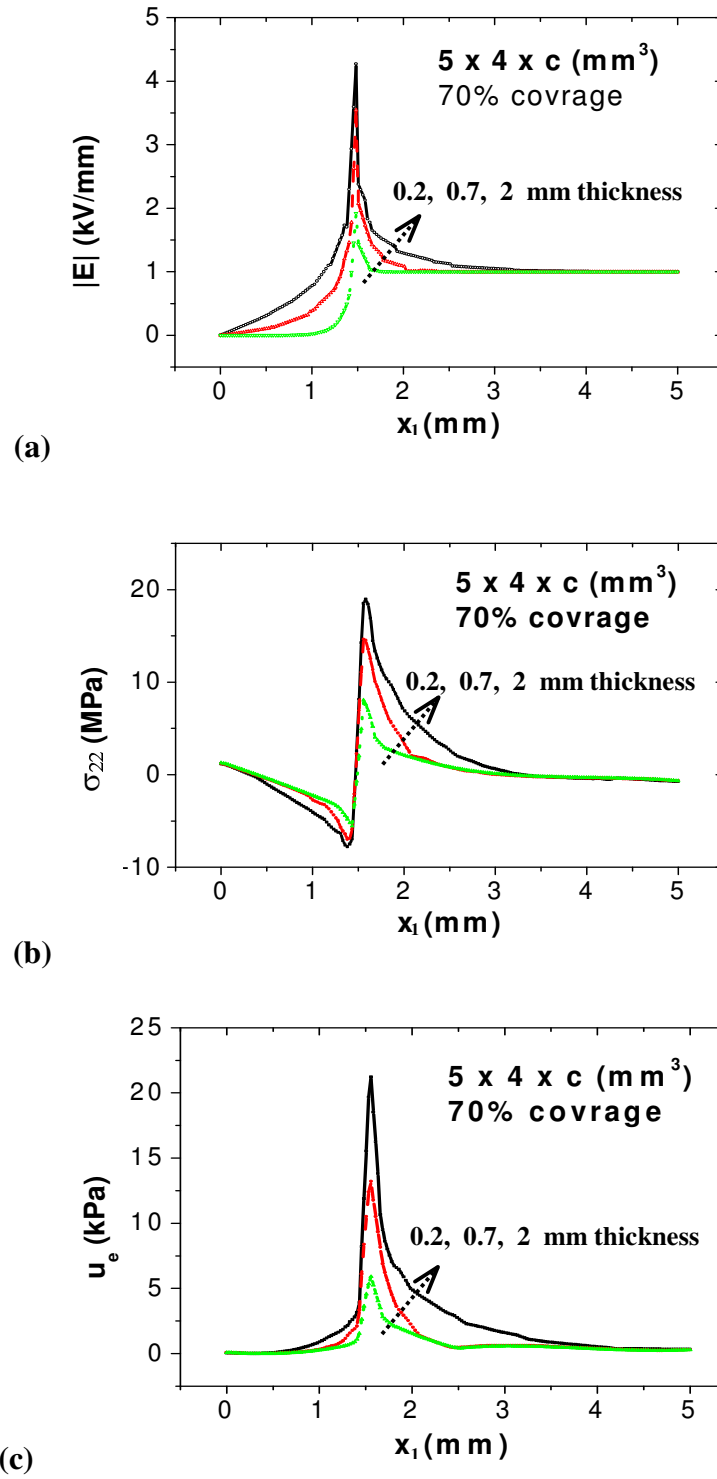 5 x 4 x c (mm³)
70% covrage
0.2, 0.7, 2 mm thickness
|E| (kV/mm)
5
4
3
2
1
0
0 1 2 3 4 5
x₁(mm)
(a)
5 x 4 x c (mm³)
70% covrage
0.2, 0.7, 2 mm thickness
σ₂₂ (MPa)
20
10
0
-10
0 1 2 3 4 5
x₁(mm)
(b)
5 x 4 x c (mm³)
70% covrage
0.2, 0.7, 2 mm thickness
uₑ (kPa)
25
20
15
10
5
0
0 1 2 3 4 5
x₁(mm)
(c)